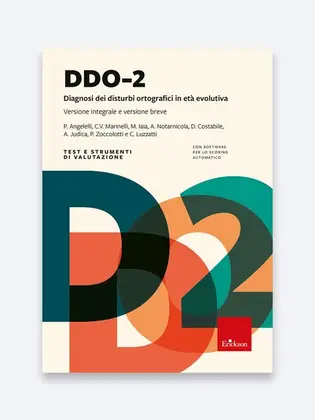 DDO-2
Diagnosi dei disturbi ortografici in età evolutiva
Versione integrale e versione breve
P. Angelelli, C.V. Marinelli, M. Iaia, A. Notarnicola, D. Costabile,
A. Judica, P. Zoccolotti e C. Luzzatti
TEST E STRUMENTI
DI VALUTAZIONE
CON SOFTWARE
PER LO SCORING
AUTOMATICO
DD2
Erickson